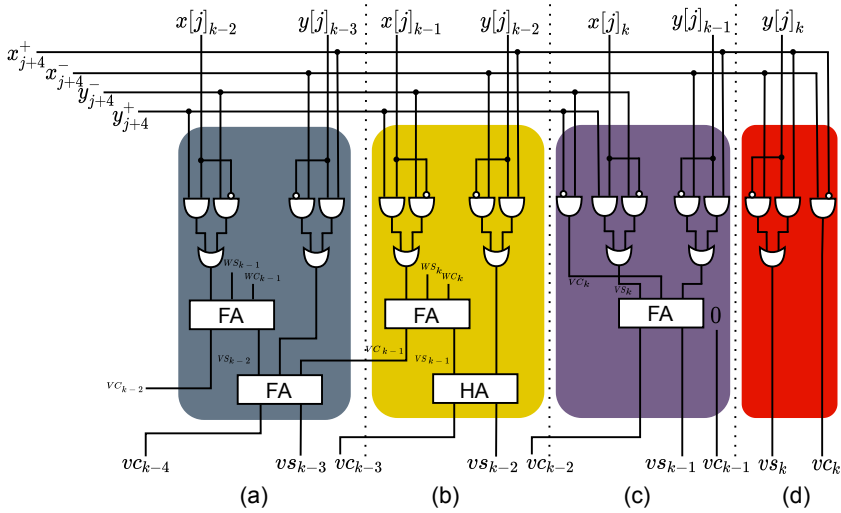 x[j]_{k−2} y[j]_{k−3} x[j]_{k−1} y[j]_{k−2} x[j]_k y[j]_{k−1} y[j]_k
x^+_{j+4}
x^-_{j+4}
y^-_{j+4}
y^+_{j+4}
WS_{k−1} WS_k
WC_{k−1} WC_k
VC_k VS_k
FA FA FA 0
VS_{k−2} VC_{k−1} VS_{k−1}
VC_{k−2} FA HA
vc_{k−4} vs_{k−3} vc_{k−3} vs_{k−2} vc_{k−2} vs_{k−1} vc_{k−1} vs_k vc_k
(a) (b) (c) (d)